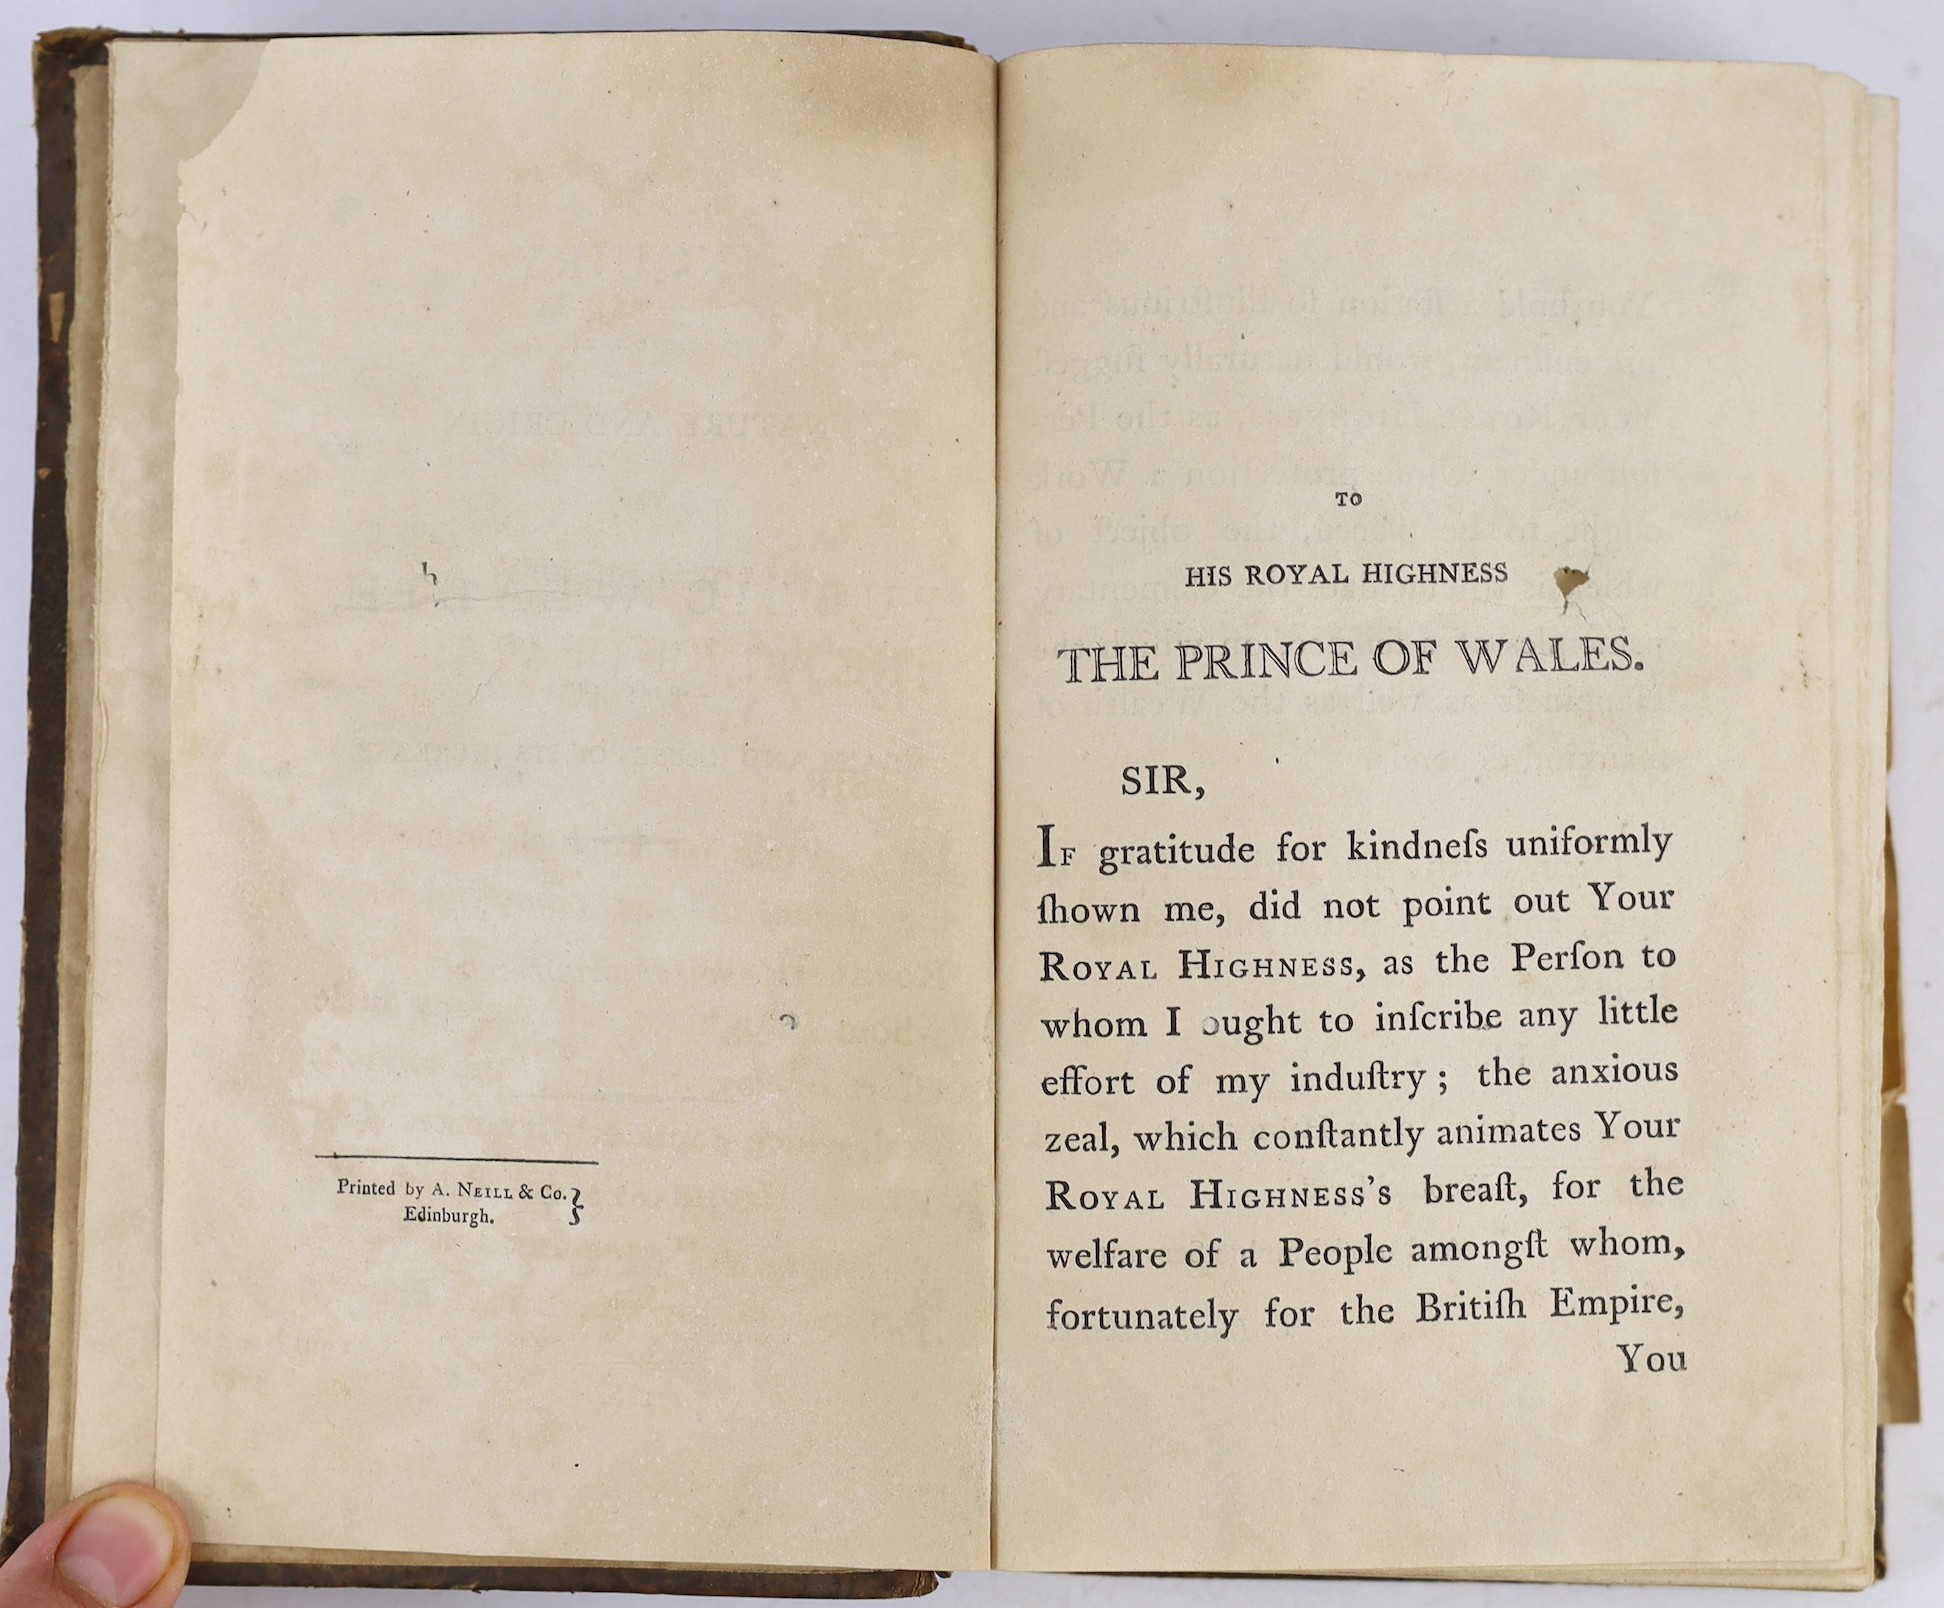 Printed by A. NEILL & Co. }
Edinburgh.
TO
HIS ROYAL HIGHNESS
THE PRINCE OF WALES.
SIR,
IF gratitude for kindneſs uniformly
ſhown me, did not point out Your
ROYAL HIGHNESS, as the Perſon to
whom I ought to inſcribe any little
effort of my induſtry; the anxious
zeal, which conſtantly animates Your
ROYAL HIGHNESS's breaſt, for the
welfare of a People amongſt whom,
fortunately for the Britiſh Empire,
You